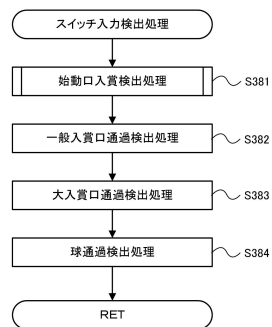 スイッチ入力検出処理
始動口入賞検出処理
S381
一般入賞口通過検出処理
S382
大入賞口通過検出処理
S383
球通過検出処理
S384
RET